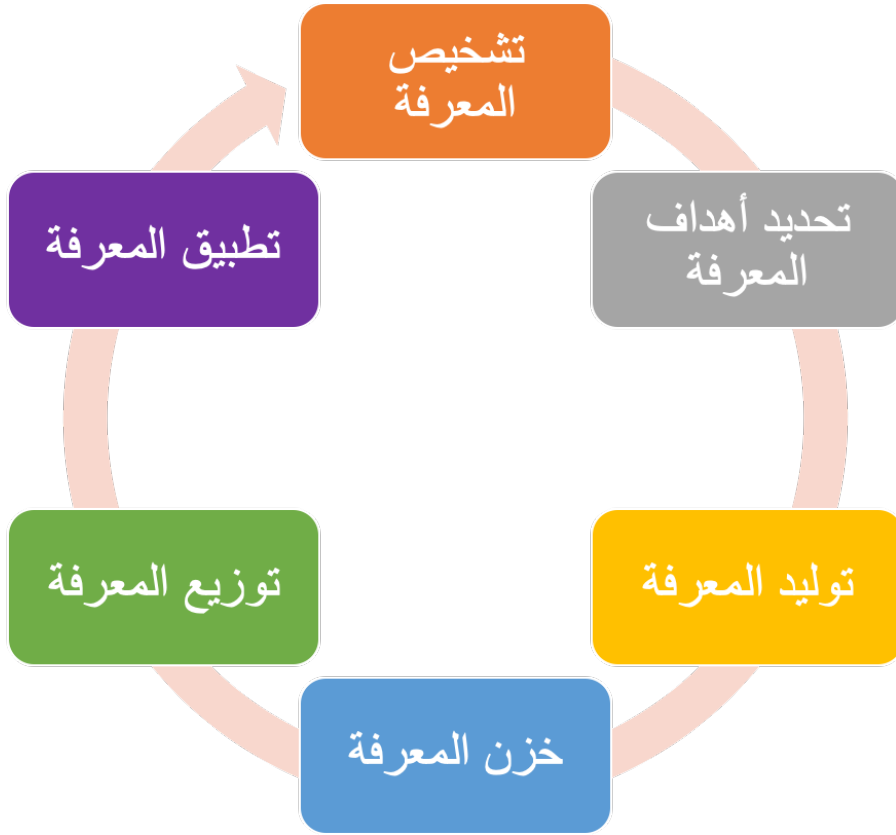 تشخيص
المعرفة
تحديد أهداف
المعرفة
توليد المعرفة
خزن المعرفة
توزيع المعرفة
تطبيق المعرفة